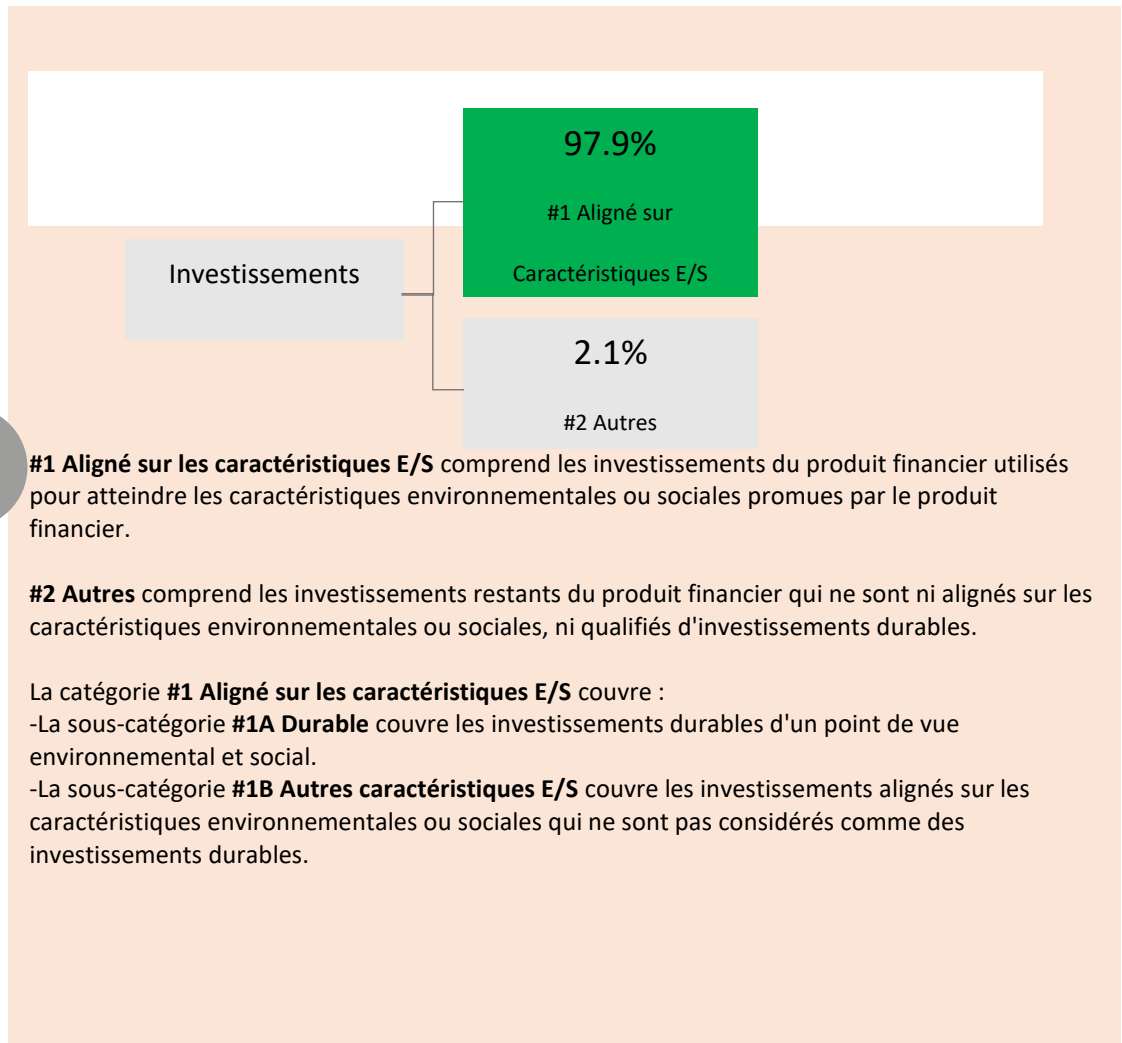 97.9%
#1 Aligné sur
Caractéristiques E/S
Investissements
2.1%
#2 Autres
#1 Aligné sur les caractéristiques E/S comprend les investissements du produit financier utilisés
pour atteindre les caractéristiques environnementales ou sociales promues par le produit
financier.
#2 Autres comprend les investissements restants du produit financier qui ne sont ni alignés sur les
caractéristiques environnementales ou sociales, ni qualifiés d'investissements durables.
La catégorie #1 Aligné sur les caractéristiques E/S couvre :
-La sous-catégorie #1A Durable couvre les investissements durables d'un point de vue
environnemental et social.
-La sous-catégorie #1B Autres caractéristiques E/S couvre les investissements alignés sur les
caractéristiques environnementales ou sociales qui ne sont pas considérés comme des
investissements durables.